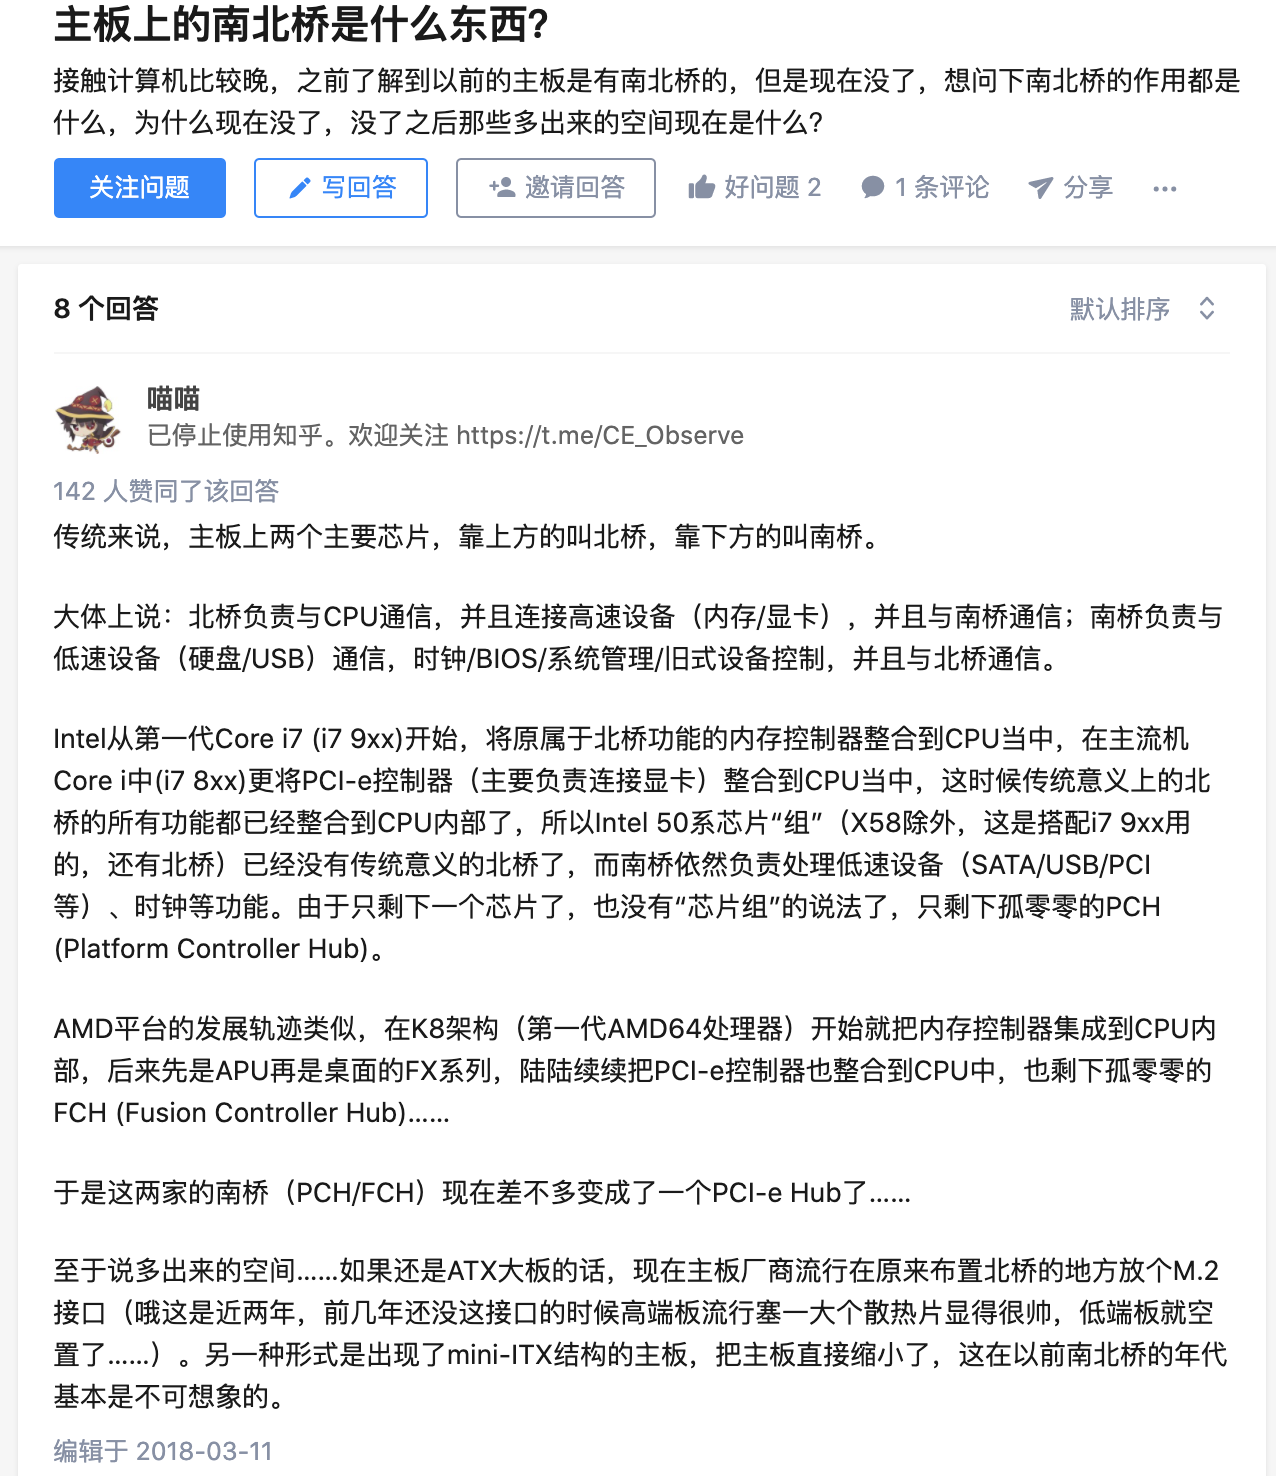 主板上的南北桥是什么东西?
接触计算机比较晚，之前了解到以前的主板是有南北桥的，但是现在没了，想问下南北桥的作用都是
什么，为什么现在没了，没了之后那些多出来的空间现在是什么?
关注问题
写回答
邀请回答
好问题 2
1 条评论
分享
8 个回答
默认排序
喵喵
已停止使用知乎。欢迎关注 https://t.me/CE_Observe
142 人赞同了该回答
传统来说，主板上两个主要芯片，靠上方的叫北桥，靠下方的叫南桥。
大体上说：北桥负责与CPU通信，并且连接高速设备（内存/显卡），并且与南桥通信；南桥负责与
低速设备（硬盘/USB）通信，时钟/BIOS/系统管理/旧式设备控制，并且与北桥通信。
Intel从第一代Core i7 (i7 9xx)开始，将原属于北桥功能的内存控制器整合到CPU当中，在主流机
Core i中(i7 8xx)更将PCI-e控制器（主要负责连接显卡）整合到CPU当中，这时候传统意义上的北
桥的所有功能都已经整合到CPU内部了，所以Intel 50系芯片“组”（X58除外，这是搭配i7 9xx用
的，还有北桥）已经没有传统意义的北桥了，而南桥依然负责处理低速设备（SATA/USB/PCI
等）、时钟等功能。由于只剩下一个芯片了，也没有“芯片组”的说法了，只剩下孤零零的PCH
(Platform Controller Hub)。
AMD平台的发展轨迹类似，在K8架构（第一代AMD64处理器）开始就把内存控制器集成到CPU内
部，后来先是APU再是桌面的FX系列，陆陆续续把PCI-e控制器也整合到CPU中，也剩下孤零零的
FCH (Fusion Controller Hub)……
于是这两家的南桥（PCH/FCH）现在差不多变成了一个PCI-e Hub了……
至于说多出来的空间……如果还是ATX大板的话，现在主板厂商流行在原来布置北桥的地方放个M.2
接口（哦这是近两年，前几年还没这接口的时候高端板流行塞一大个散热片显得很帅，低端板就空
置了……）。另一种形式是出现了mini-ITX结构的主板，把主板直接缩小了，这在以前南北桥的年代
基本是不可想象的。
编辑于 2018-03-11